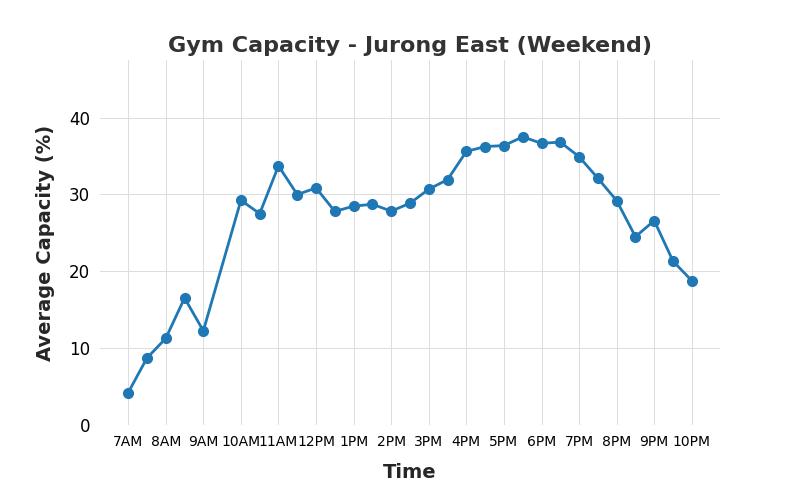 Gym Capacity - Jurong East (Weekend)
Average Capacity (%)
40
30
20
10
0
7AM 8AM 9AM 10AM 11AM 12PM 1PM 2PM 3PM 4PM 5PM 6PM 7PM 8PM 9PM 10PM
Time